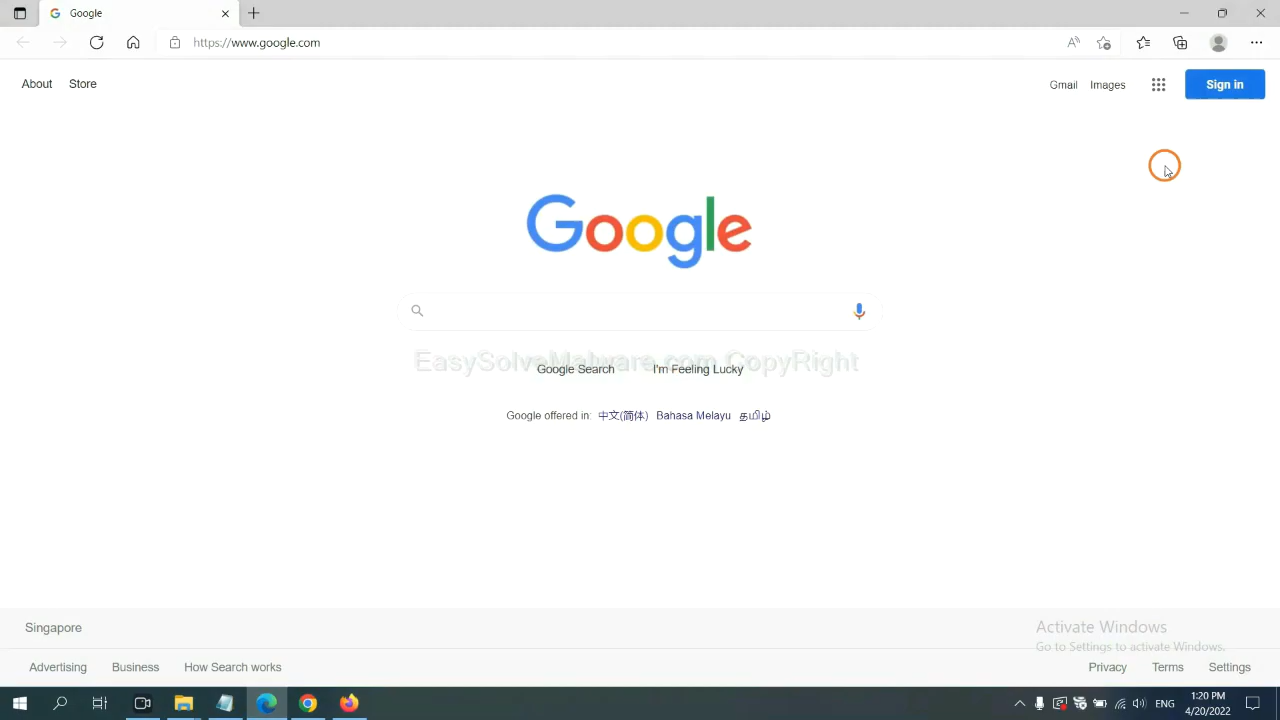 Google
https://www.google.com
About Store
Gmail Images Sign in
Google
EasySolveMalware.com CopyRight
Google Search I'm Feeling Lucky
Google offered in: 中文(简体) Bahasa Melayu தமிழ்
Singapore
Activate Windows
Go to Settings to activate Windows.
Advertising Business How Search works
Privacy Terms Settings
ENG
1:20 PM
4/20/2022